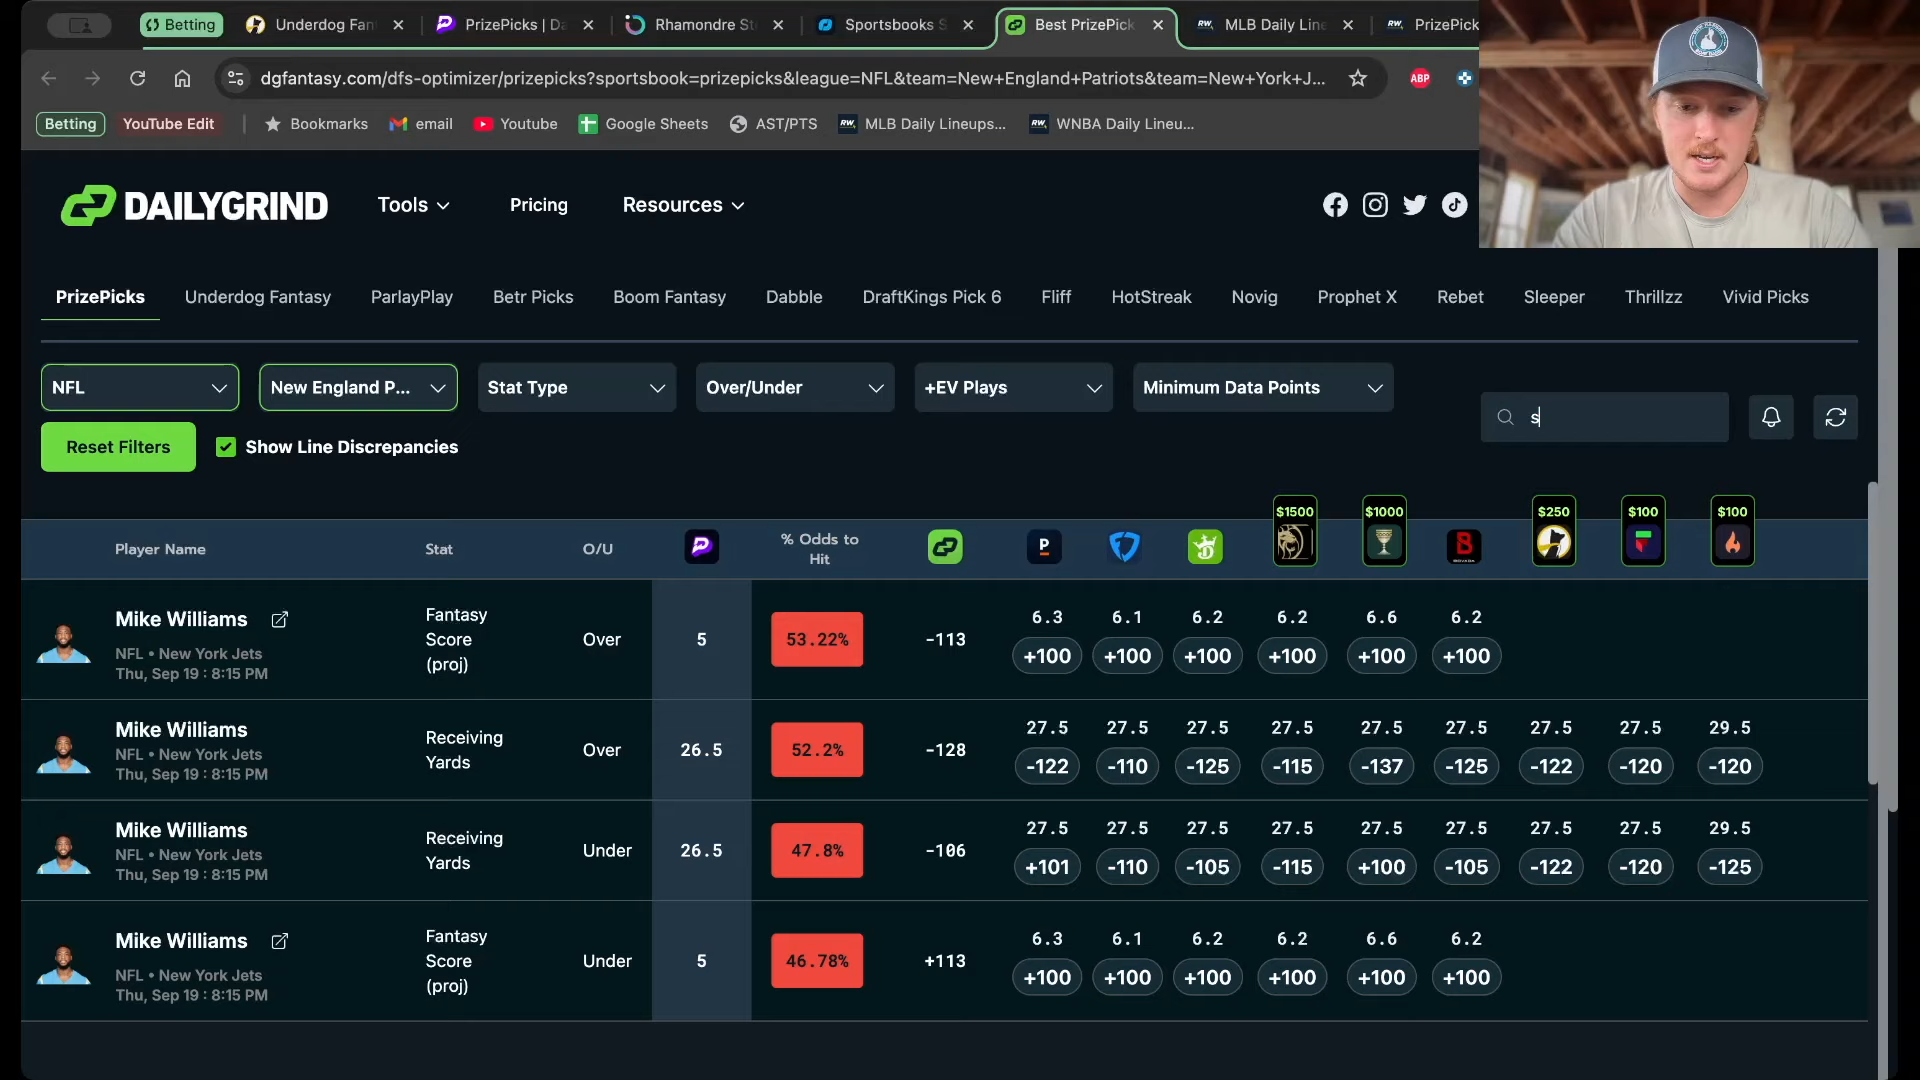 Betting
Underdog Fan
PrizePicks | Da
Rhamondre St
Sportsbooks S
Best PrizePick
MLB Daily Line
PrizePick
dgfantasy.com/dfs-optimizer/prizepicks?sportsbook=prizepicks&league=NFL&team=New+England+Patriots&team=New+York+J...
ABP
Betting
YouTube Edit
Bookmarks
email
Youtube
Google Sheets
AST/PTS
MLB Daily Lineups...
WNBA Daily Lineu...
DAILYGRIND
Tools
Pricing
Resources
PrizePicks
Underdog Fantasy
ParlayPlay
Betr Picks
Boom Fantasy
Dabble
DraftKings Pick 6
Fliff
HotStreak
Novig
Prophet X
Rebet
Sleeper
Thrillzz
Vivid Picks
NFL
New England P...
Stat Type
Over/Under
+EV Plays
Minimum Data Points
s
Reset Filters
Show Line Discrepancies
$1500 $1000 $250 $100 $100
Player Name Stat O/U % Odds to
Hit
Mike Williams
NFL • New York Jets
Thu, Sep 19 : 8:15 PM
Fantasy
Score
(proj)
Over 5 53.22% -113
6.3 6.1 6.2 6.2 6.6 6.2
+100 +100 +100 +100 +100 +100
Mike Williams
NFL • New York Jets
Thu, Sep 19 : 8:15 PM
Receiving
Yards
Over 26.5 52.2% -128
27.5 27.5 27.5 27.5 27.5 27.5 27.5 27.5 29.5
-122 -110 -125 -115 -137 -125 -122 -120 -120
Mike Williams
NFL • New York Jets
Thu, Sep 19 : 8:15 PM
Receiving
Yards
Under 26.5 47.8% -106
27.5 27.5 27.5 27.5 27.5 27.5 27.5 27.5 29.5
+101 -110 -105 -115 +100 -105 -122 -120 -125
Mike Williams
NFL • New York Jets
Thu, Sep 19 : 8:15 PM
Fantasy
Score
(proj)
Under 5 46.78% +113
6.3 6.1 6.2 6.2 6.6 6.2
+100 +100 +100 +100 +100 +100